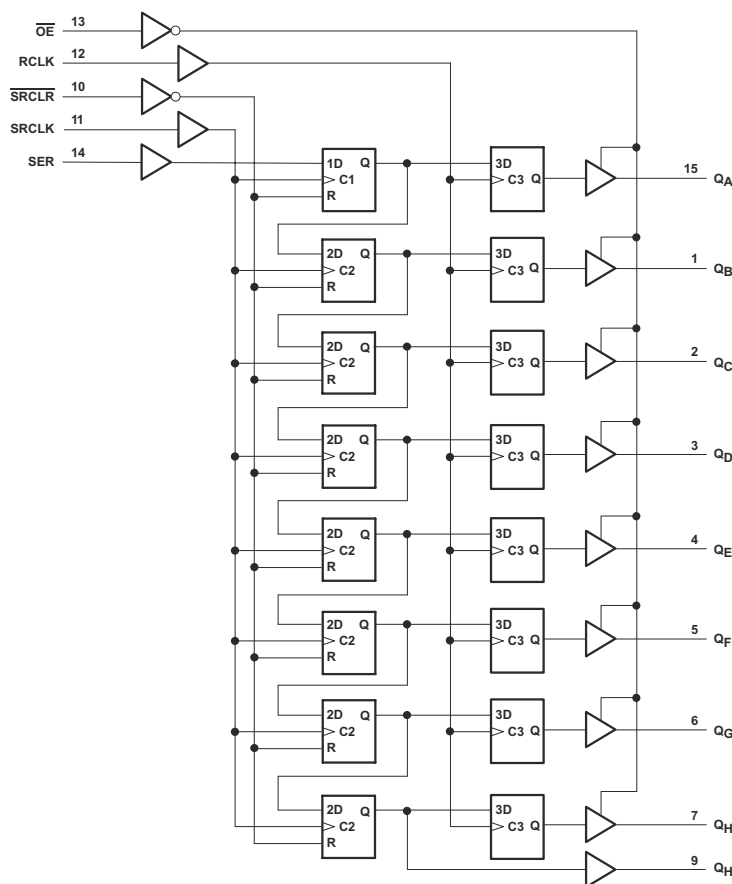 OE 13
RCLK 12
SRCLR 10
SRCLK 11
SER 14
1D Q 3D
C1 C3 Q 15 QA
R
2D Q 3D
C2 C3 Q 1 QB
R
2D Q 3D
C2 C3 Q 2 QC
R
2D Q 3D
C2 C3 Q 3 QD
R
2D Q 3D
C2 C3 Q 4 QE
R
2D Q 3D
C2 C3 Q 5 QF
R
2D Q 3D
C2 C3 Q 6 QG
R
2D Q 3D
C2 C3 Q 7 QH
R
9 QH